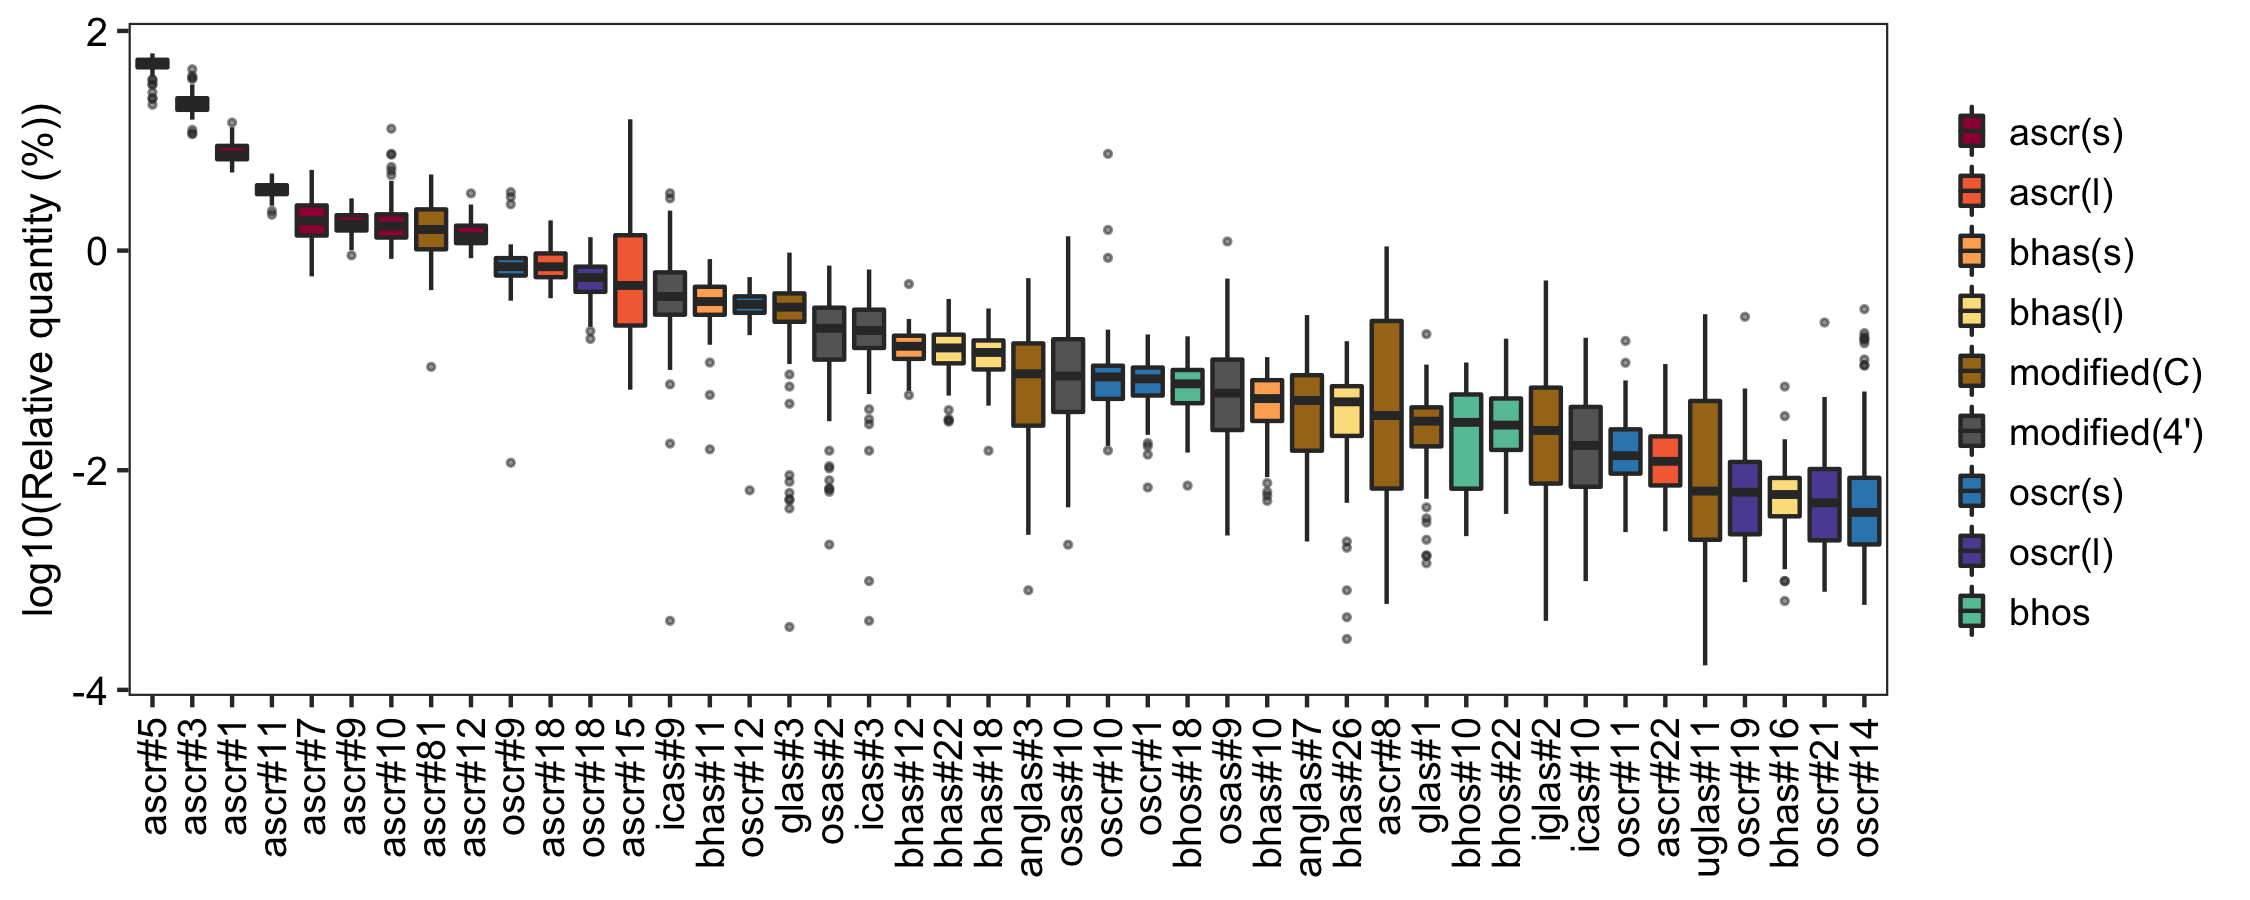 log10(Relative quantity (%))
2
0
-2
-4
ascr#5
ascr#3
ascr#1
ascr#11
ascr#7
ascr#9
ascr#10
ascr#81
ascr#12
oscr#9
ascr#18
oscr#18
ascr#15
icas#9
bhas#11
oscr#12
glas#3
osas#2
icas#3
bhas#12
bhas#22
bhas#18
anglas#3
osas#10
oscr#10
oscr#1
bhos#18
osas#9
bhas#10
anglas#7
bhas#26
ascr#8
glas#1
bhos#10
bhos#22
iglas#2
icas#10
oscr#11
ascr#22
uglas#11
oscr#19
bhas#16
oscr#21
oscr#14
ascr(s)
ascr(l)
bhas(s)
bhas(l)
modified(C)
modified(4')
oscr(s)
oscr(l)
bhos